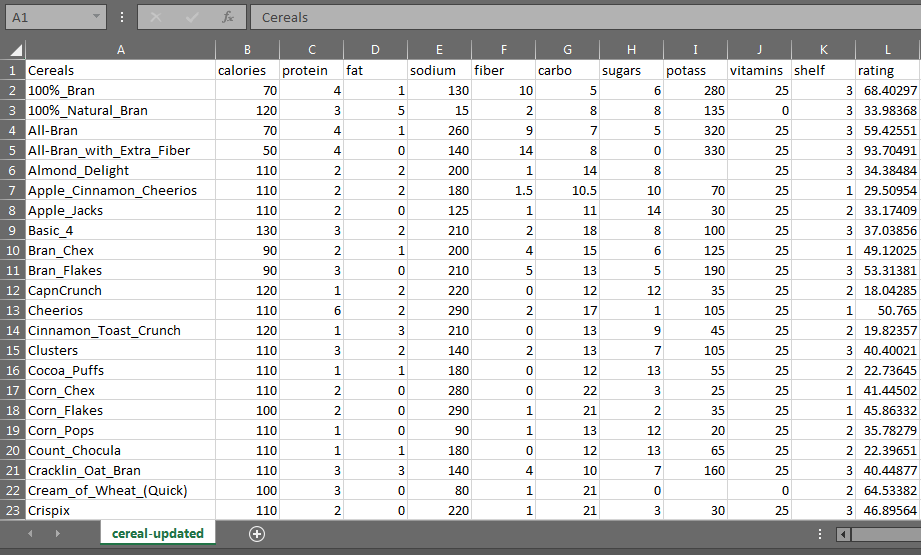 A1 fx Cereals
A B C D E F G H I J K L
1 Cereals calories protein fat sodium fiber carbo sugars potass vitamins shelf rating
2 100%_Bran 70 4 1 130 10 5 6 280 25 3 68.40297
3 100%_Natural_Bran 120 3 5 15 2 8 8 135 0 3 33.98368
4 All-Bran 70 4 1 260 9 7 5 320 25 3 59.42551
5 All-Bran_with_Extra_Fiber 50 4 0 140 14 8 0 330 25 3 93.70491
6 Almond_Delight 110 2 2 200 1 14 8 25 3 34.38484
7 Apple_Cinnamon_Cheerios 110 2 2 180 1.5 10.5 10 70 25 1 29.50954
8 Apple_Jacks 110 2 0 125 1 11 14 30 25 2 33.17409
9 Basic_4 130 3 2 210 2 18 8 100 25 3 37.03856
10 Bran_Chex 90 2 1 200 4 15 6 125 25 1 49.12025
11 Bran_Flakes 90 3 0 210 5 13 5 190 25 3 53.31381
12 CapnCrunch 120 1 2 220 0 12 12 35 25 2 18.04285
13 Cheerios 110 6 2 290 2 17 1 105 25 1 50.765
14 Cinnamon_Toast_Crunch 120 1 3 210 0 13 9 45 25 2 19.82357
15 Clusters 110 3 2 140 2 13 7 105 25 3 40.40021
16 Cocoa_Puffs 110 1 1 180 0 12 13 55 25 2 22.73645
17 Corn_Chex 110 2 0 280 0 22 3 25 25 1 41.44502
18 Corn_Flakes 100 2 0 290 1 21 2 35 25 1 45.86332
19 Corn_Pops 110 1 0 90 1 13 12 20 25 2 35.78279
20 Count_Chocula 110 1 1 180 0 12 13 65 25 2 22.39651
21 Cracklin_Oat_Bran 110 3 3 140 4 10 7 160 25 3 40.44877
22 Cream_of_Wheat_(Quick) 100 3 0 80 1 21 0 0 2 64.53382
23 Crispix 110 2 0 220 1 21 3 30 25 3 46.89564
cereal-updated